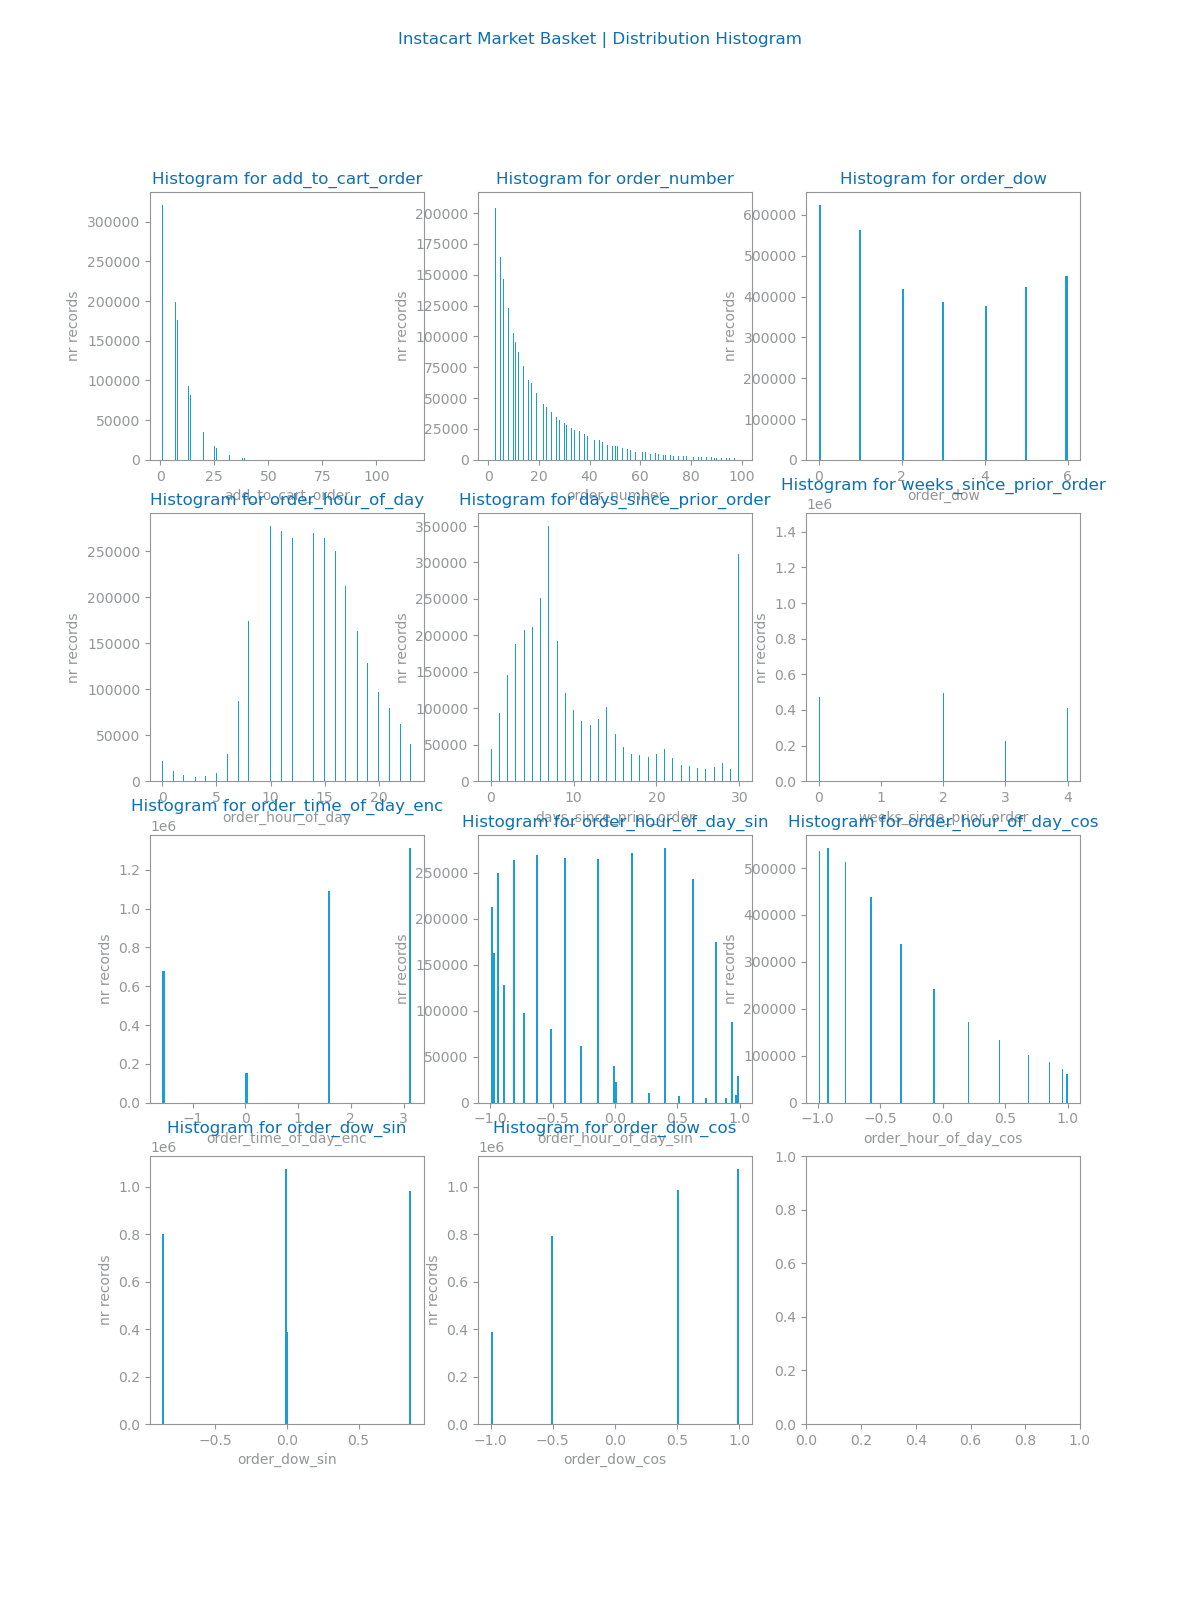 Instacart Market Basket | Distribution Histogram
Histogram for add_to_cart_order
300000
250000
200000
150000
100000
50000
0
nr records
0 25 50 75 100
add_to_cart_order
Histogram for order_number
200000
175000
150000
125000
100000
75000
50000
25000
0
nr records
0 20 40 60 80 100
order_number
Histogram for order_dow
600000
500000
400000
300000
200000
100000
0
nr records
0 2 4 6
order_dow
Histogram for order_hour_of_day
250000
200000
150000
100000
50000
0
nr records
0 5 10 15 20
order_hour_of_day
Histogram for days_since_prior_order
350000
300000
250000
200000
150000
100000
50000
0
nr records
0 10 20 30
days_since_prior_order
Histogram for weeks_since_prior_order
1e6
1.4
1.2
1.0
0.8
0.6
0.4
0.2
0.0
nr records
0 1 2 3 4
weeks_since_prior_order
Histogram for order_time_of_day_enc
1e6
1.2
1.0
0.8
0.6
0.4
0.2
0.0
nr records
−1 0 1 2 3
order_time_of_day_enc
Histogram for order_hour_of_day_sin
250000
200000
150000
100000
50000
0
nr records
−1.0 −0.5 0.0 0.5 1.0
order_hour_of_day_sin
Histogram for order_hour_of_day_cos
500000
400000
300000
200000
100000
0
nr records
−1.0 −0.5 0.0 0.5 1.0
order_hour_of_day_cos
Histogram for order_dow_sin
1e6
1.0
0.8
0.6
0.4
0.2
0.0
nr records
−0.5 0.0 0.5
order_dow_sin
Histogram for order_dow_cos
1e6
1.0
0.8
0.6
0.4
0.2
0.0
nr records
−1.0 −0.5 0.0 0.5 1.0
order_dow_cos
1.0
0.8
0.6
0.4
0.2
0.0
0.0 0.2 0.4 0.6 0.8 1.0